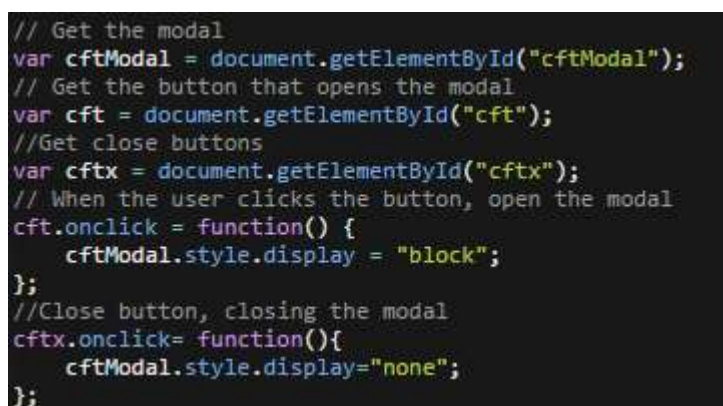 // Get the modal
var cftModal = document.getElementById("cftModal");
// Get the button that opens the modal
var cft = document.getElementById("cft");
//Get close buttons
var cftx = document.getElementById("cftx");
// When the user clicks the button, open the modal
cft.onclick = function() {
    cftModal.style.display = "block";
};
//Close button, closing the modal
cftx.onclick= function(){
    cftModal.style.display="none";
};